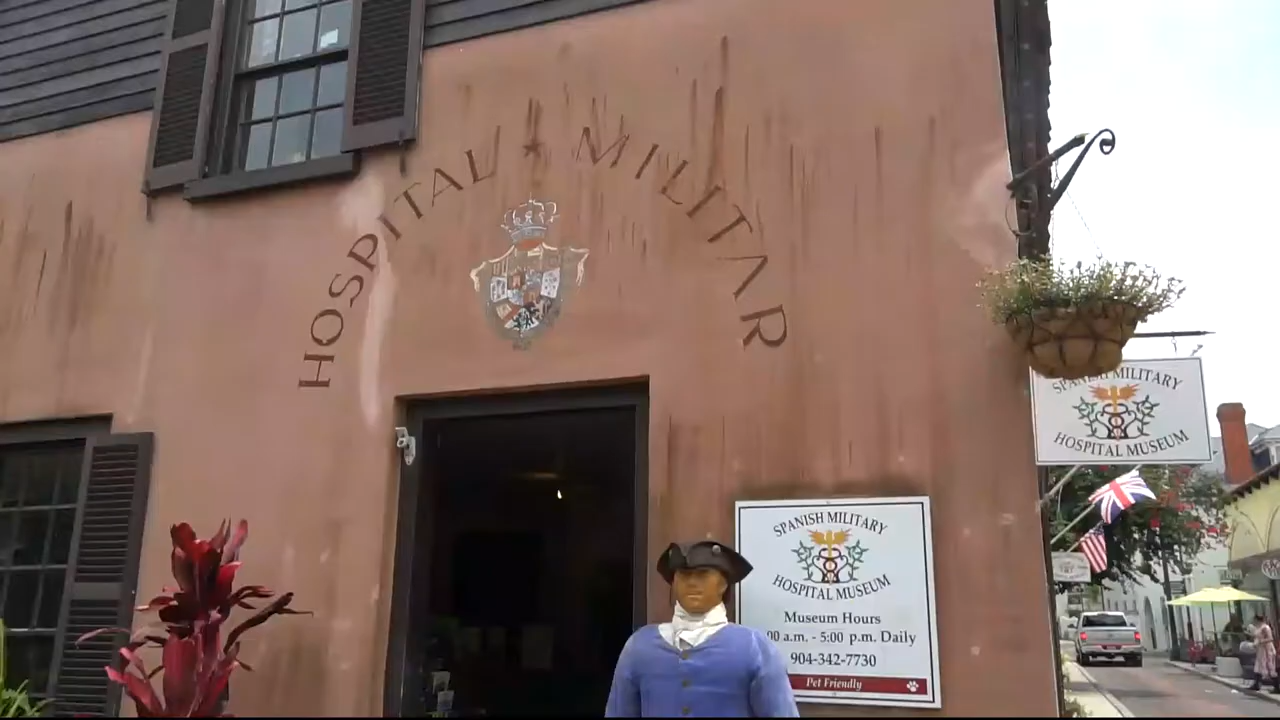 HOSPITAL MILITAR
SPANISH MILITARY
HOSPITAL MUSEUM
SPANISH MILITARY
HOSPITAL MUSEUM
Museum Hours
00 a.m. - 5:00 p.m. Daily
904-342-7730
Pet Friendly